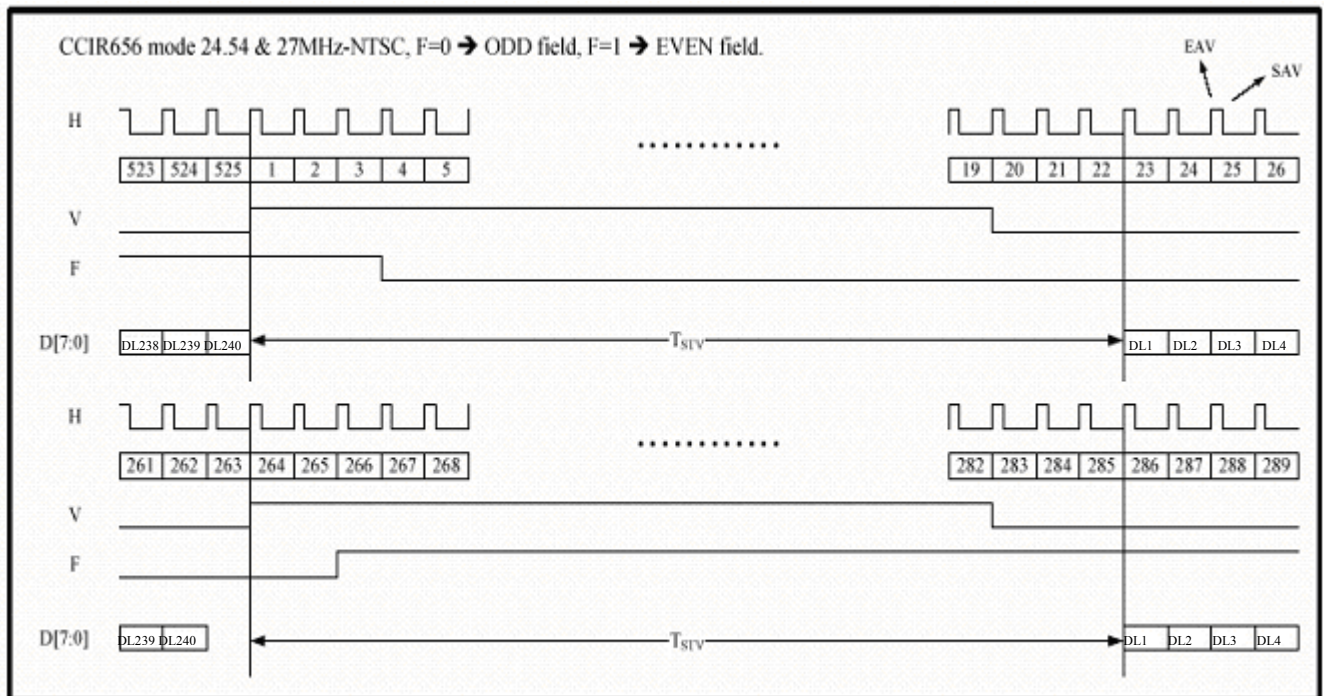 CCIR656 mode 24.54 & 27MHz-NTSC, F=0 ➔ ODD field, F=1 ➔ EVEN field.
EAV
SAV
H
............
523 524 525 1 2 3 4 5 19 20 21 22 23 24 25 26
V
F
D[7:0] DL238 DL239 DL240 TSTV DL1 DL2 DL3 DL4
H
............
261 262 263 264 265 266 267 268 282 283 284 285 286 287 288 289
V
F
D[7:0] DL239 DL240 TSTV DL1 DL2 DL3 DL4